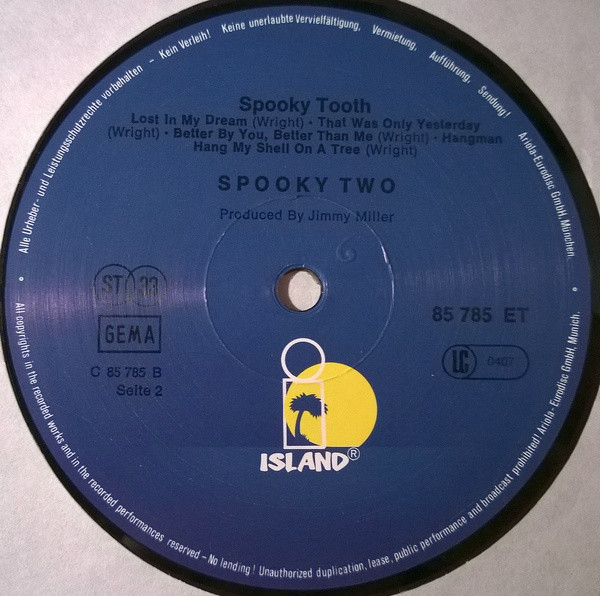 Alle Urheber- und Leistungsschutzrechte vorbehalten – Kein Verleih! Keine unerlaubte Vervielfältigung, Vermietung, Aufführung, Sendung! Ariola-Eurodisc GmbH, München.
Spooky Tooth
Lost In My Dream (Wright) · That Was Only Yesterday
(Wright) · Better By You, Better Than Me (Wright) · Hangman
Hang My Shell On A Tree (Wright)
SPOOKY TWO
Produced By Jimmy Miller
ST 33
GEMA
C 85 785 B
Seite 2
85 785 ET
LC 0407
i
ISLAND®
All copyrights in the recorded works and in the recorded performances reserved – No lending! Unauthorized duplication, lease, public performance and broadcast prohibited! Ariola-Eurodisc GmbH, Munich.